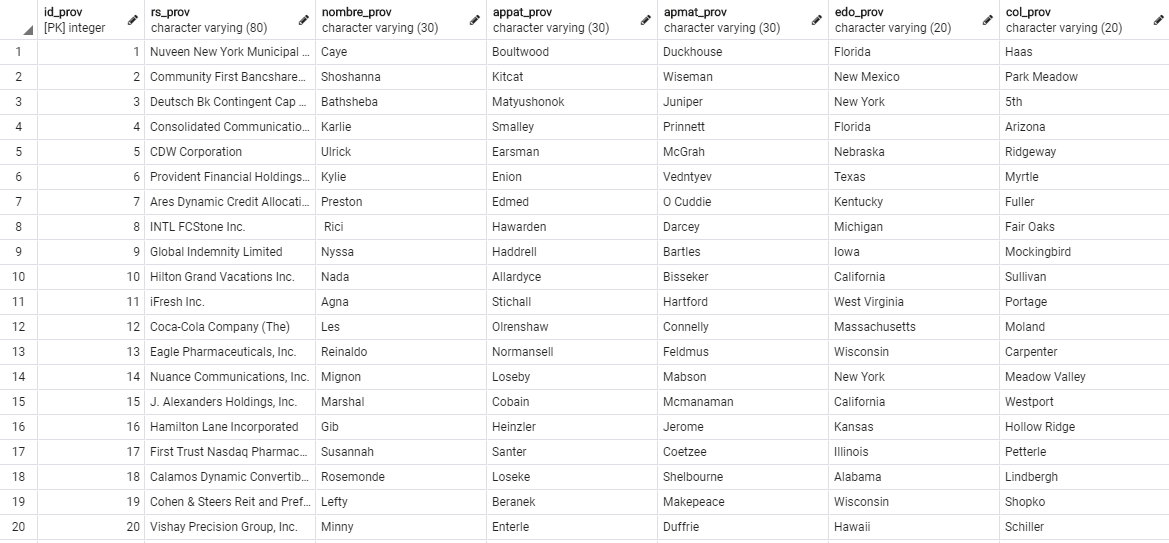 id_prov rs_prov nombre_prov appat_prov apmat_prov edo_prov col_prov
[PK] integer character varying (80) character varying (30) character varying (30) character varying (30) character varying (20) character varying (20)
1 1 Nuveen New York Municipal ... Caye Boultwood Duckhouse Florida Haas
2 2 Community First Bancshare... Shoshanna Kitcat Wiseman New Mexico Park Meadow
3 3 Deutsch Bk Contingent Cap ... Bathsheba Matyushonok Juniper New York 5th
4 4 Consolidated Communicatio... Karlie Smalley Prinnett Florida Arizona
5 5 CDW Corporation Ulrick Earsman McGrah Nebraska Ridgeway
6 6 Provident Financial Holdings... Kylie Enion Vedntyev Texas Myrtle
7 7 Ares Dynamic Credit Allocati... Preston Edmed O Cuddie Kentucky Fuller
8 8 INTL FCStone Inc. Rici Hawarden Darcey Michigan Fair Oaks
9 9 Global Indemnity Limited Nyssa Haddrell Bartles Iowa Mockingbird
10 10 Hilton Grand Vacations Inc. Nada Allardyce Bisseker California Sullivan
11 11 iFresh Inc. Agna Stichall Hartford West Virginia Portage
12 12 Coca-Cola Company (The) Les Olrenshaw Connelly Massachusetts Moland
13 13 Eagle Pharmaceuticals, Inc. Reinaldo Normansell Feldmus Wisconsin Carpenter
14 14 Nuance Communications, Inc. Mignon Loseby Mabson New York Meadow Valley
15 15 J. Alexanders Holdings, Inc. Marshal Cobain Mcmanaman California Westport
16 16 Hamilton Lane Incorporated Gib Heinzler Jerome Kansas Hollow Ridge
17 17 First Trust Nasdaq Pharmac... Susannah Santer Coetzee Illinois Petterle
18 18 Calamos Dynamic Convertib... Rosemonde Loseke Shelbourne Alabama Lindbergh
19 19 Cohen & Steers Reit and Pref... Lefty Beranek Makepeace Wisconsin Shopko
20 20 Vishay Precision Group, Inc. Minny Enterle Duffrie Hawaii Schiller